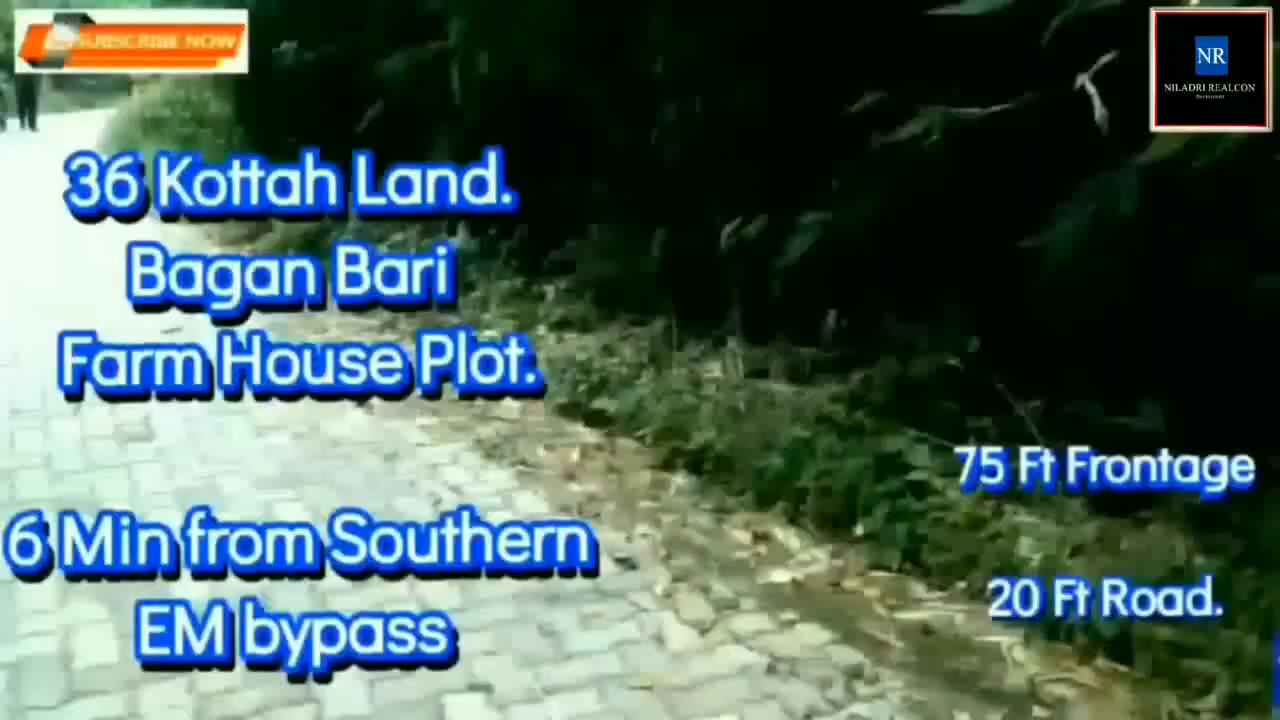 SUBSCRIBE NOW
NR
NILADRI REALCON
36 Kottah Land.
Bagan Bari
Farm House Plot.
75 Ft Frontage
6 Min from Southern
EM bypass
20 Ft Road.